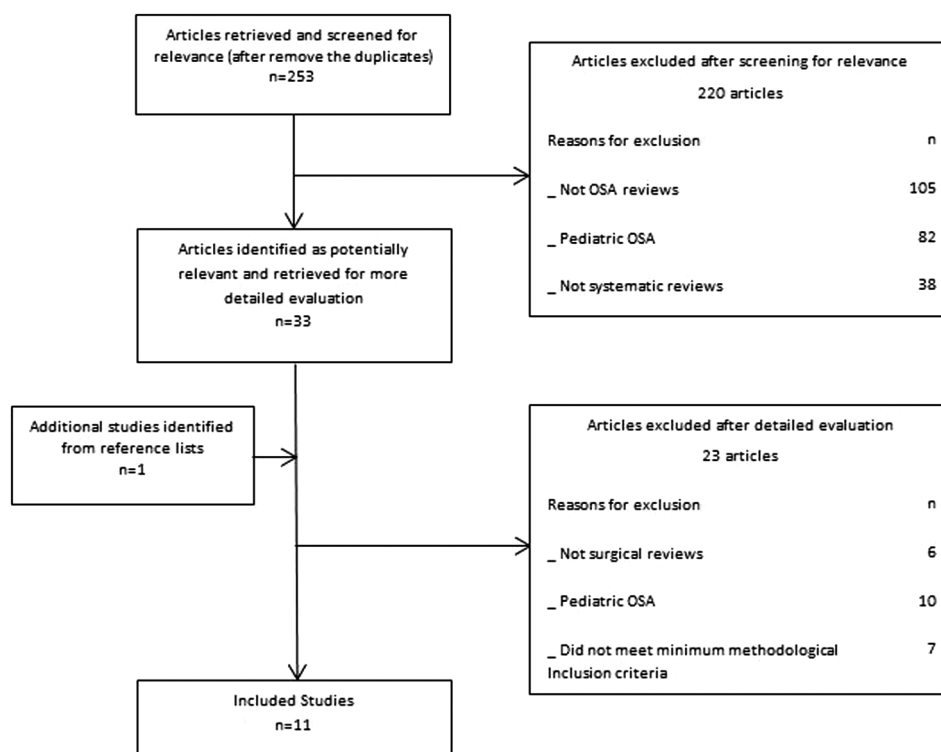 Articles retrieved and screened for
relevance (after remove the duplicates)
n=253
Articles excluded after screening for relevance
220 articles
Reasons for exclusion n
_ Not OSA reviews 105
_ Pediatric OSA 82
_ Not systematic reviews 38
Articles identified as potentially
relevant and retrieved for more
detailed evaluation
n=33
Additional studies identified
from reference lists
n=1
Articles excluded after detailed evaluation
23 articles
Reasons for exclusion n
_ Not surgical reviews 6
_ Pediatric OSA 10
_ Did not meet minimum methodological 7
Inclusion criteria
Included Studies
n=11